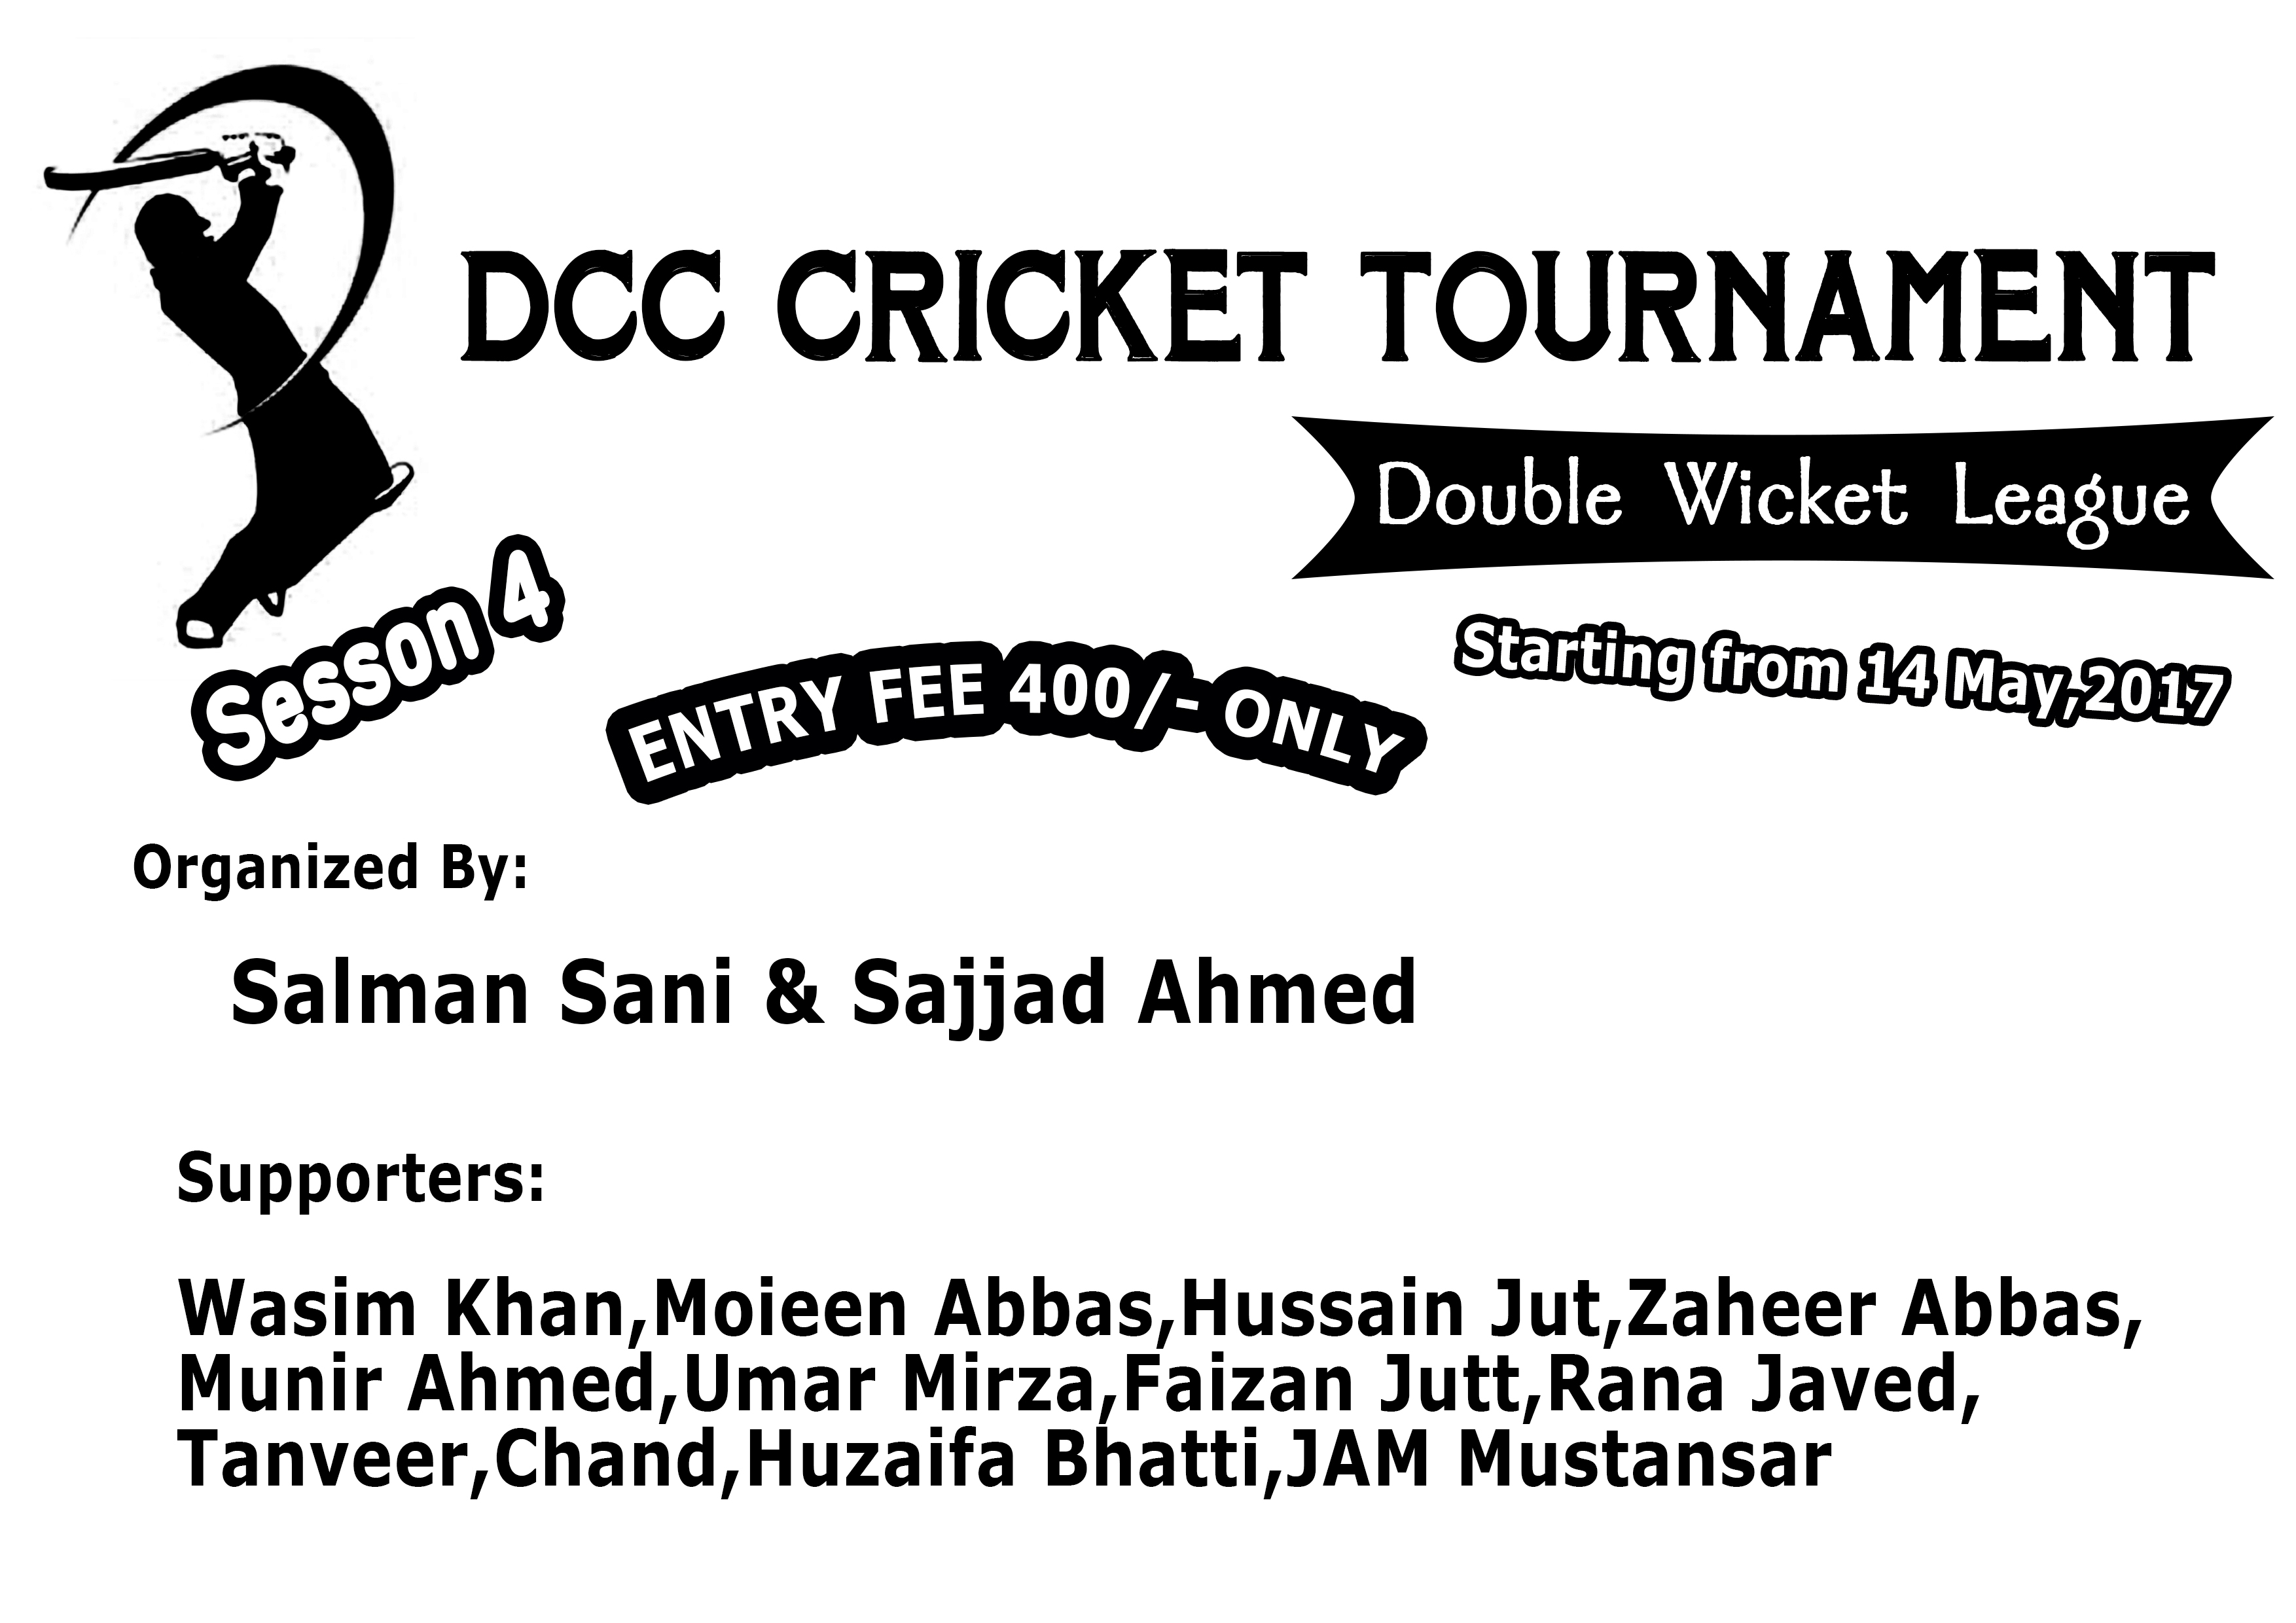 DCC CRICKET TOURNAMENT
Double Wicket League
Sesson 4
ENTRY FEE 400/- ONLY
Starting from 14 May,2017
Organized By:
Salman Sani & Sajjad Ahmed
Supporters:
Wasim Khan,Moieen Abbas,Hussain Jut,Zaheer Abbas,
Munir Ahmed,Umar Mirza,Faizan Jutt,Rana Javed,
Tanveer,Chand,Huzaifa Bhatti,JAM Mustansar